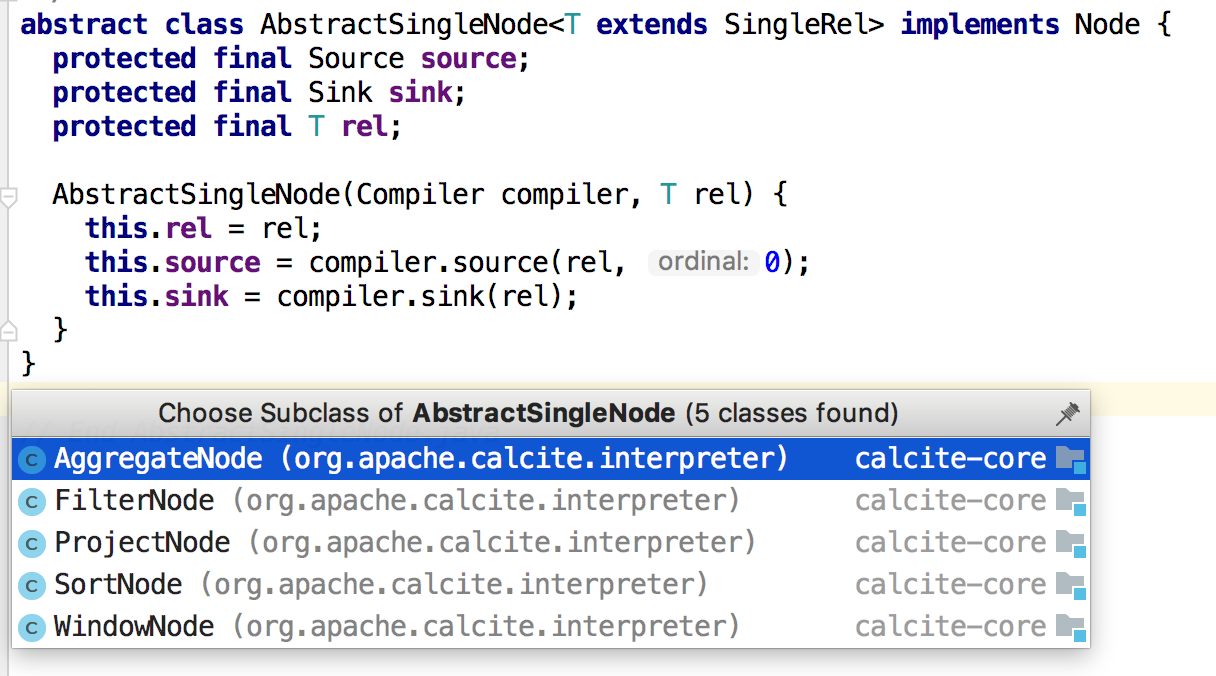 abstract class AbstractSingleNode<T extends SingleRel> implements Node {
protected final Source source;
protected final Sink sink;
protected final T rel;
AbstractSingleNode(Compiler compiler, T rel) {
this.rel = rel;
this.source = compiler.source(rel, ordinal: 0);
this.sink = compiler.sink(rel);
}
}
Choose Subclass of AbstractSingleNode (5 classes found)
// End AbstractSingleNode.java
C AggregateNode (org.apache.calcite.interpreter) calcite-core
C FilterNode (org.apache.calcite.interpreter) calcite-core
C ProjectNode (org.apache.calcite.interpreter) calcite-core
C SortNode (org.apache.calcite.interpreter) calcite-core
C WindowNode (org.apache.calcite.interpreter) calcite-core